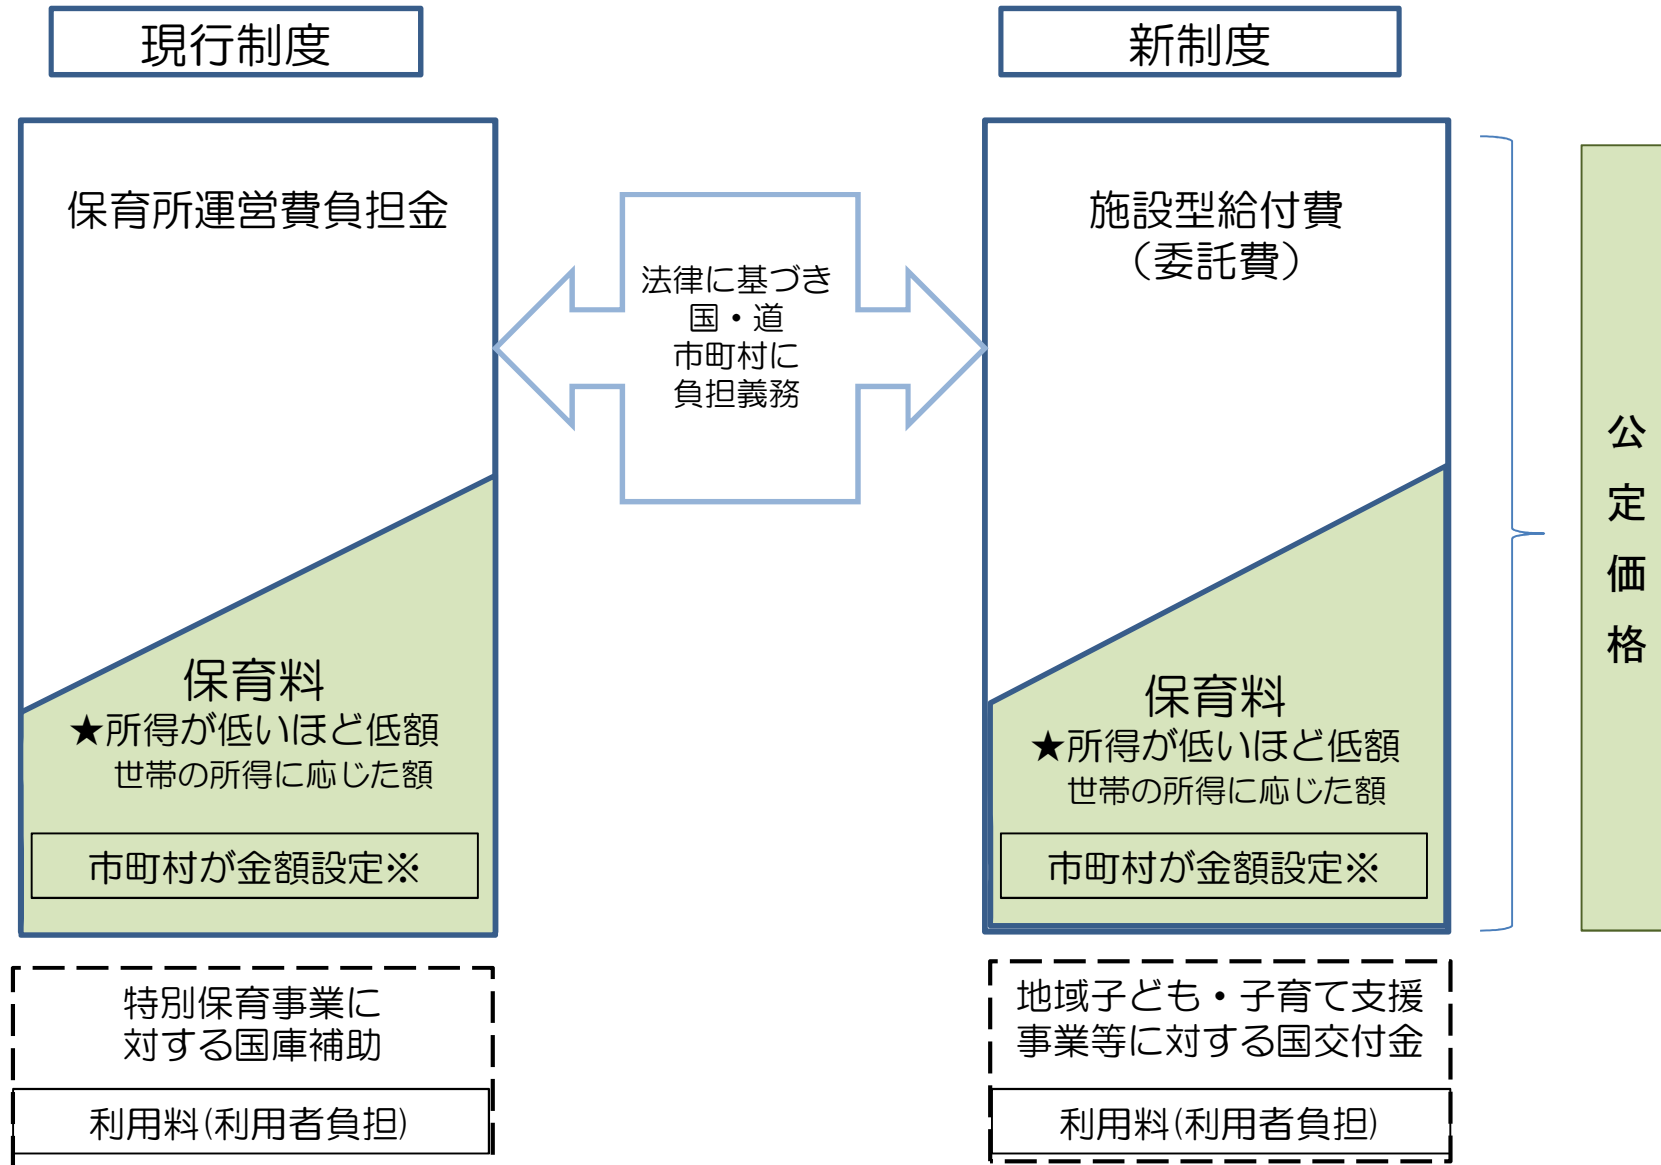 現行制度
新制度
保育所運営費負担金
法律に基づき
国・道
市町村に
負担義務
施設型給付費
（委託費）
公
定
価
格
保育料
★所得が低いほど低額
世帯の所得に応じた額
市町村が金額設定※
保育料
★所得が低いほど低額
世帯の所得に応じた額
市町村が金額設定※
特別保育事業に
対する国庫補助
利用料(利用者負担)
地域子ども・子育て支援
事業等に対する国交付金
利用料(利用者負担)